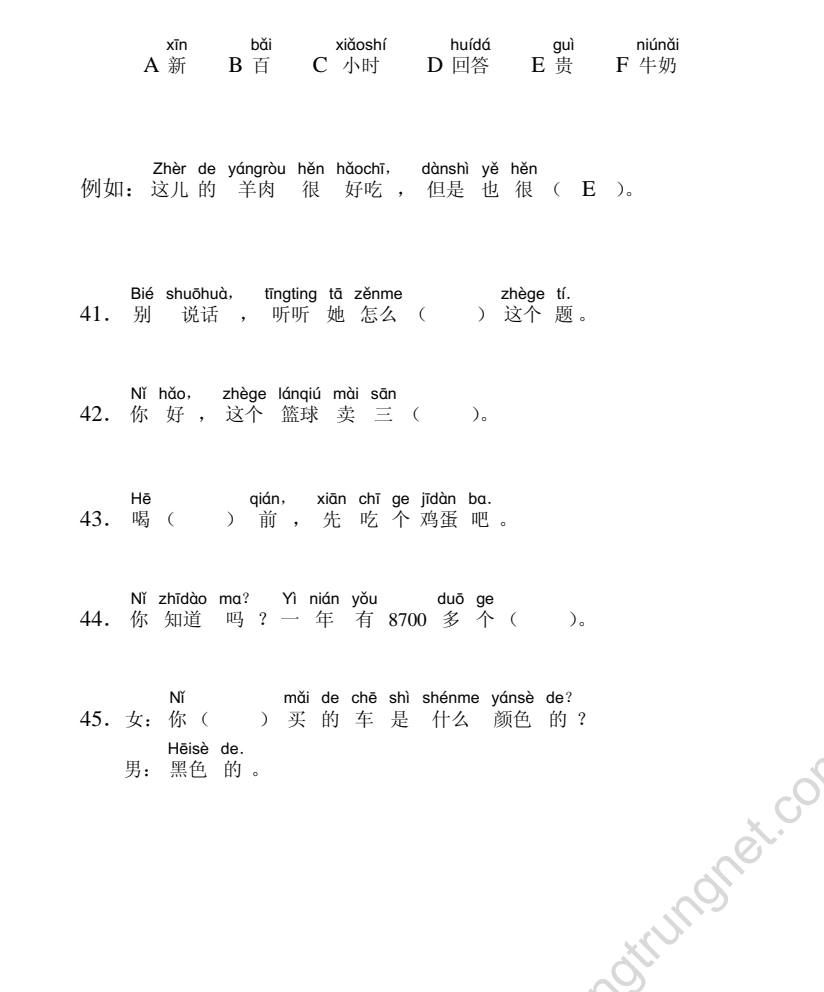 xīn bǎi xiǎoshí huídá guì niúnǎi
A 新 B 百 C 小时 D 回答 E 贵 F 牛奶
Zhèr de yángròu hěn hǎochī, dànshì yě hěn
例如：这儿的羊肉很好吃，但是也很（ E ）。
Bié shuōhuà, tīngting tā zěnme zhège tí.
41．别说话，听听她怎么（ ）这个题。
Nǐ hǎo, zhège lánqiú mài sān
42．你好，这个篮球卖三（ ）。
Hē qián, xiān chī ge jīdàn ba.
43．喝（ ）前，先吃个鸡蛋吧。
Nǐ zhīdào ma? Yì nián yǒu duō ge
44．你知道吗？一年有 8700 多个（ ）。
Nǐ mǎi de chē shì shénme yánsè de?
45．女：你（ ）买的车是什么颜色的？
Hēisè de.
男：黑色的。
ngtrungnet.com